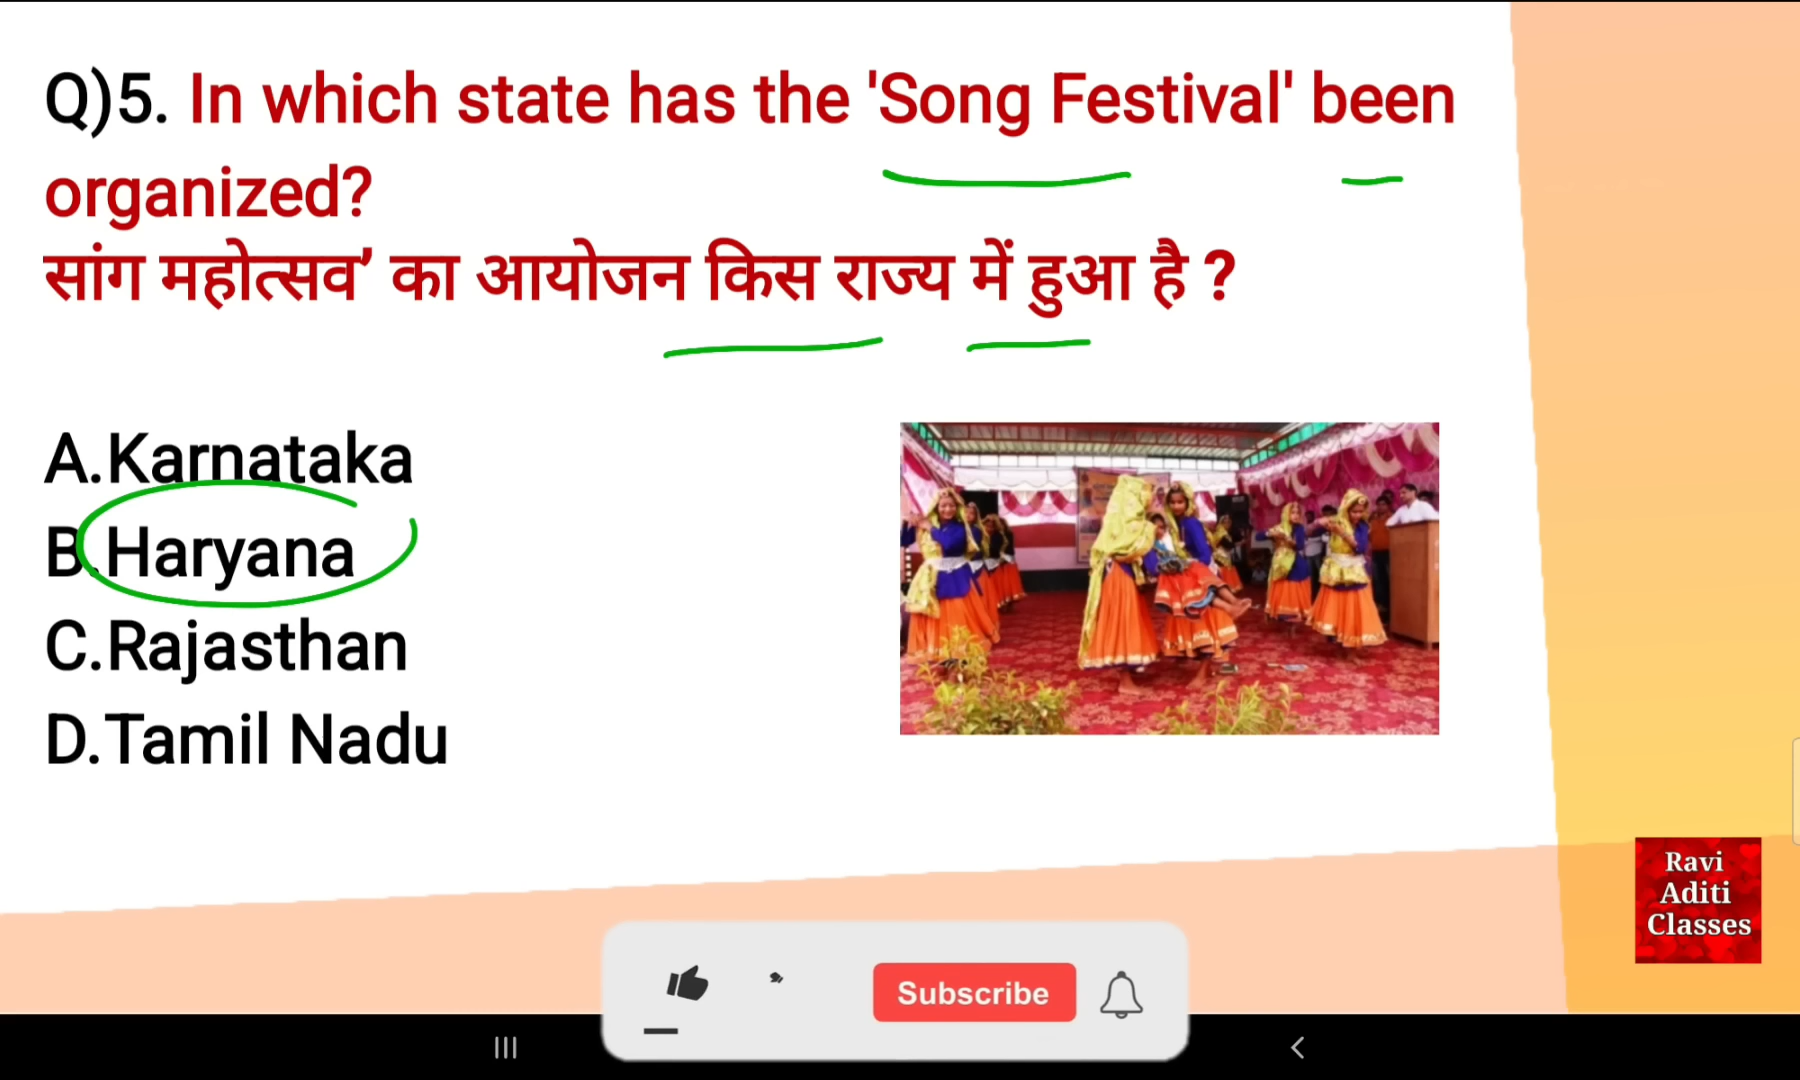 Q)5. In which state has the 'Song Festival' been
organized?
सांग महोत्सव’ का आयोजन किस राज्य में हुआ है ?
A.Karnataka
B.Haryana
C.Rajasthan
D.Tamil Nadu
Ravi
Aditi
Classes
Subscribe